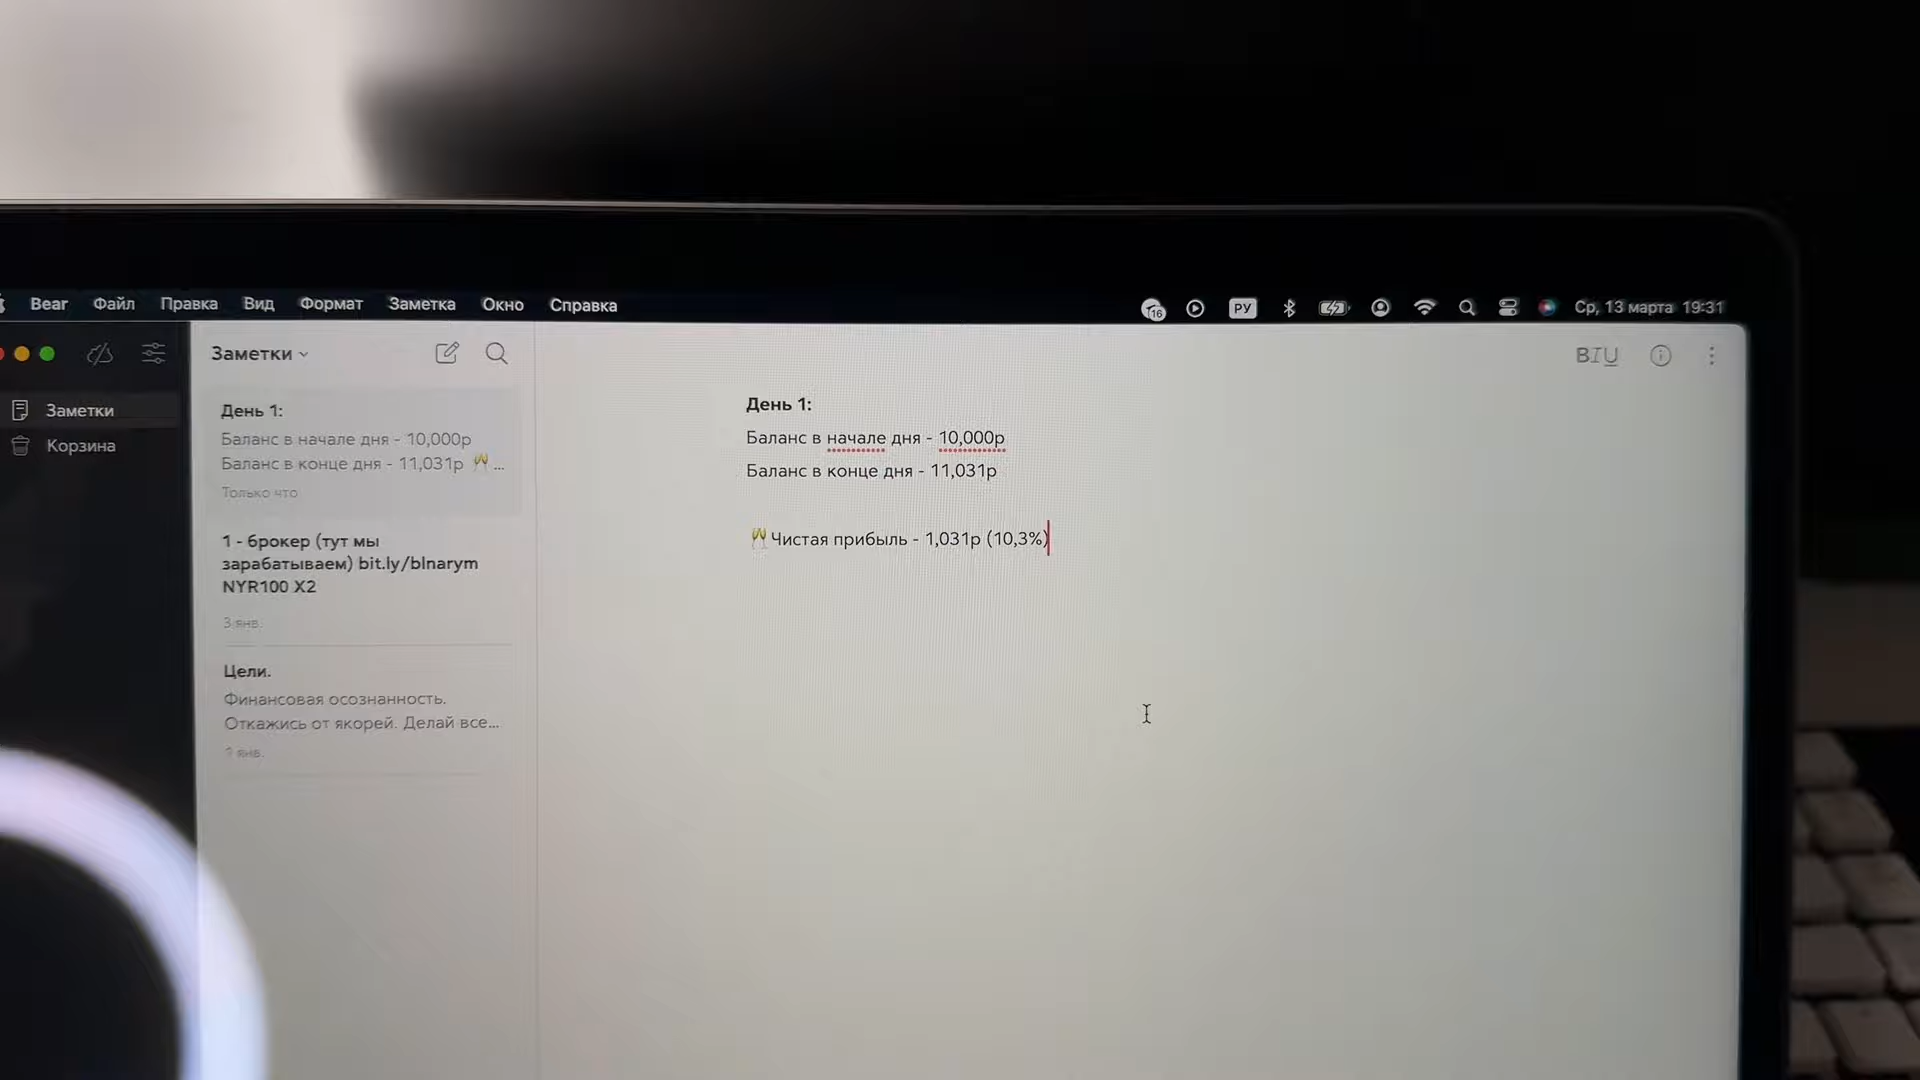 Bear Файл Правка Вид Формат Заметка Окно Справка
16 РУ Ср, 13 марта 19:31
Заметки
Корзина
Заметки
День 1:
Баланс в начале дня - 10,000р
Баланс в конце дня - 11,031р 🥂...
Только что
1 - брокер (тут мы
зарабатываем) bit.ly/blnarym
NYR100 X2
3 янв.
Цели.
Финансовая осознанность.
Откажись от якорей. Делай все...
янв.
BIU
День 1:
Баланс в начале дня - 10,000р
Баланс в конце дня - 11,031р
🥂Чистая прибыль - 1,031р (10,3%)